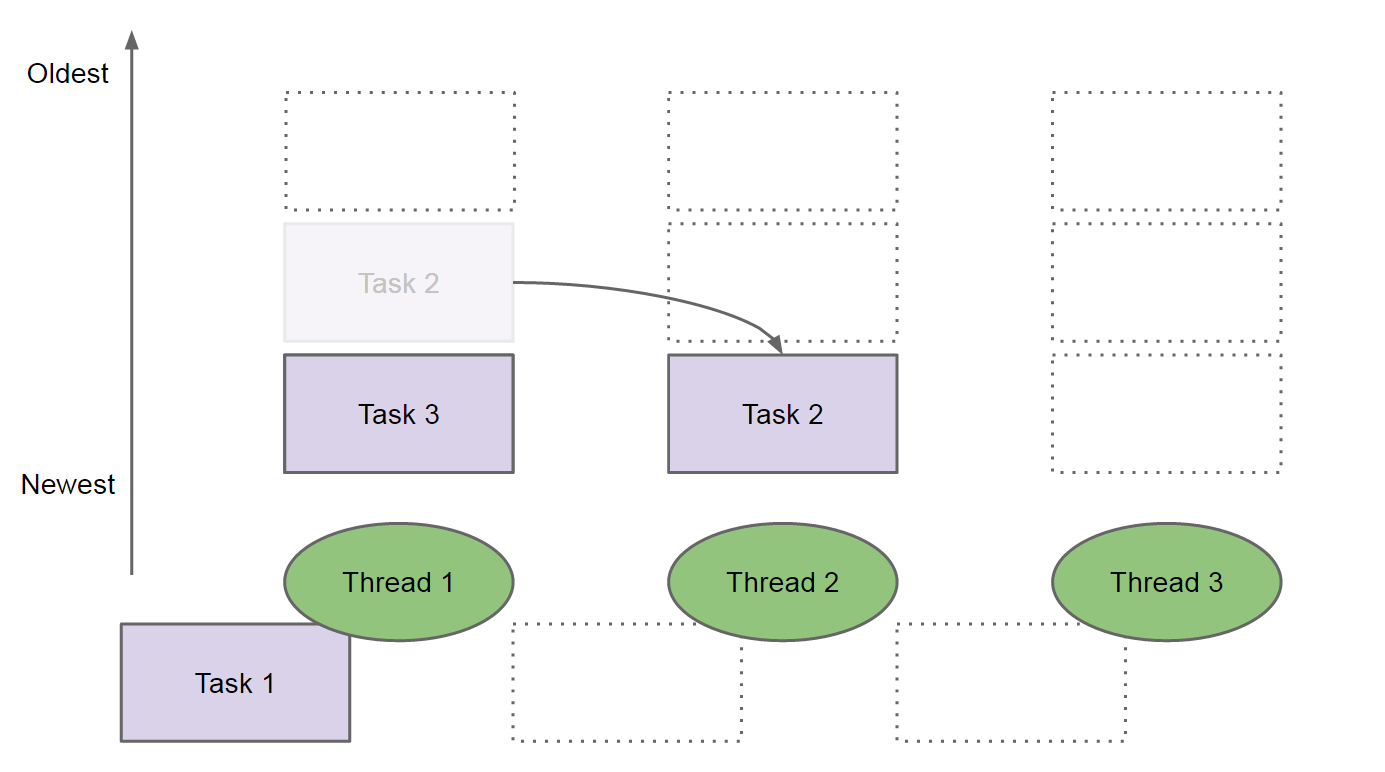 Oldest
Task 2
Task 3
Task 2
Newest
Thread 1
Thread 2
Thread 3
Task 1